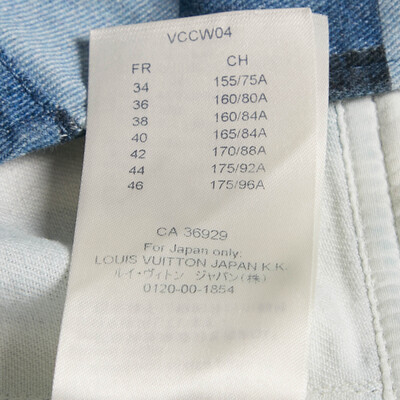 VCCW04
FR CH
34 155/75A
36 160/80A
38 160/84A
40 165/84A
42 170/88A
44 175/92A
46 175/96A
CA 36929
For Japan only:
LOUIS VUITTON JAPAN K.K.
ルイ・ヴィトン ジャパン(株)
0120-00-1854